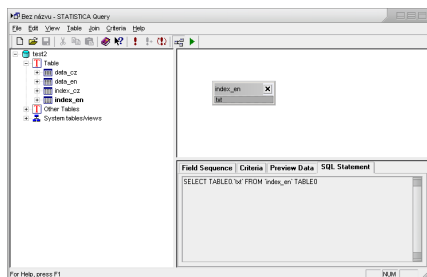 Bez názvu - STATISTICA Query
File Edit View Table Join Criteria Help
test2
Table
data_cz
data_en
index_cz
index_en
Other Tables
System tables/views
index_en
txt
Field Sequence Criteria Preview Data SQL Statement
SELECT TABLE0.'txt' FROM 'index_en' TABLE0
For Help, press F1
NUM